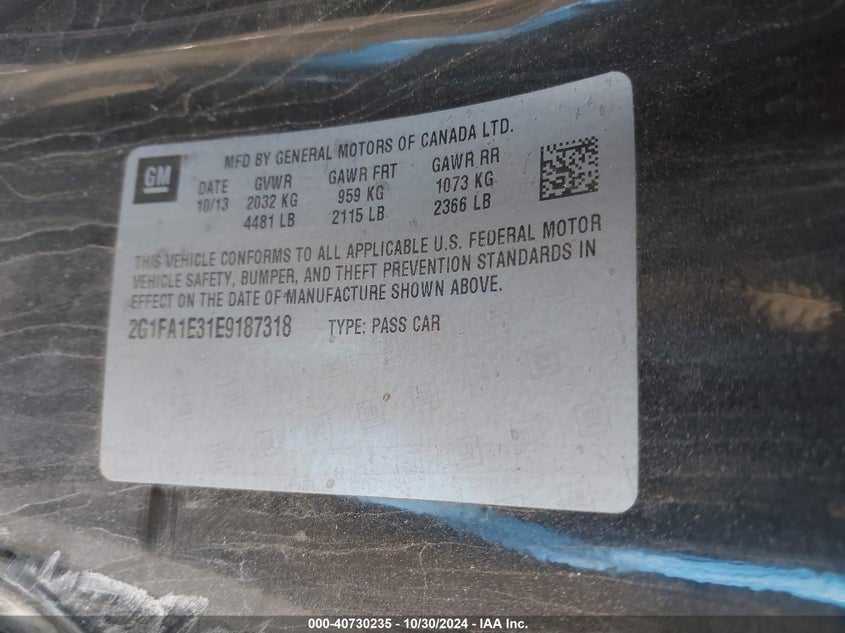 MFD BY GENERAL MOTORS OF CANADA LTD.
GM
DATE GVWR GAWR FRT GAWR RR
10/13 2032 KG 959 KG 1073 KG
4481 LB 2115 LB 2366 LB
THIS VEHICLE CONFORMS TO ALL APPLICABLE U.S. FEDERAL MOTOR
VEHICLE SAFETY, BUMPER, AND THEFT PREVENTION STANDARDS IN
EFFECT ON THE DATE OF MANUFACTURE SHOWN ABOVE.
2G1FA1E31E9187318 TYPE: PASS CAR
000-40730235 - 10/30/2024 - IAA Inc.